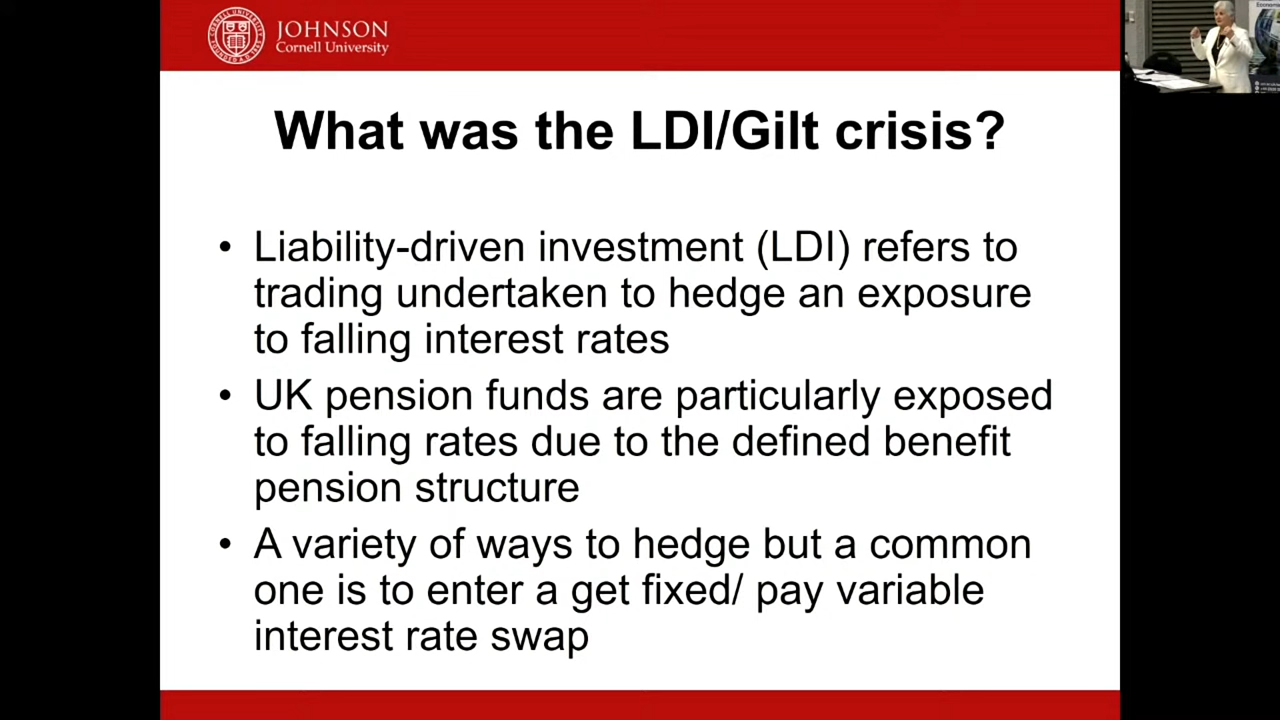 JOHNSON
Cornell University
What was the LDI/Gilt crisis?
• Liability-driven investment (LDI) refers to
trading undertaken to hedge an exposure
to falling interest rates
• UK pension funds are particularly exposed
to falling rates due to the defined benefit
pension structure
• A variety of ways to hedge but a common
one is to enter a get fixed/ pay variable
interest rate swap